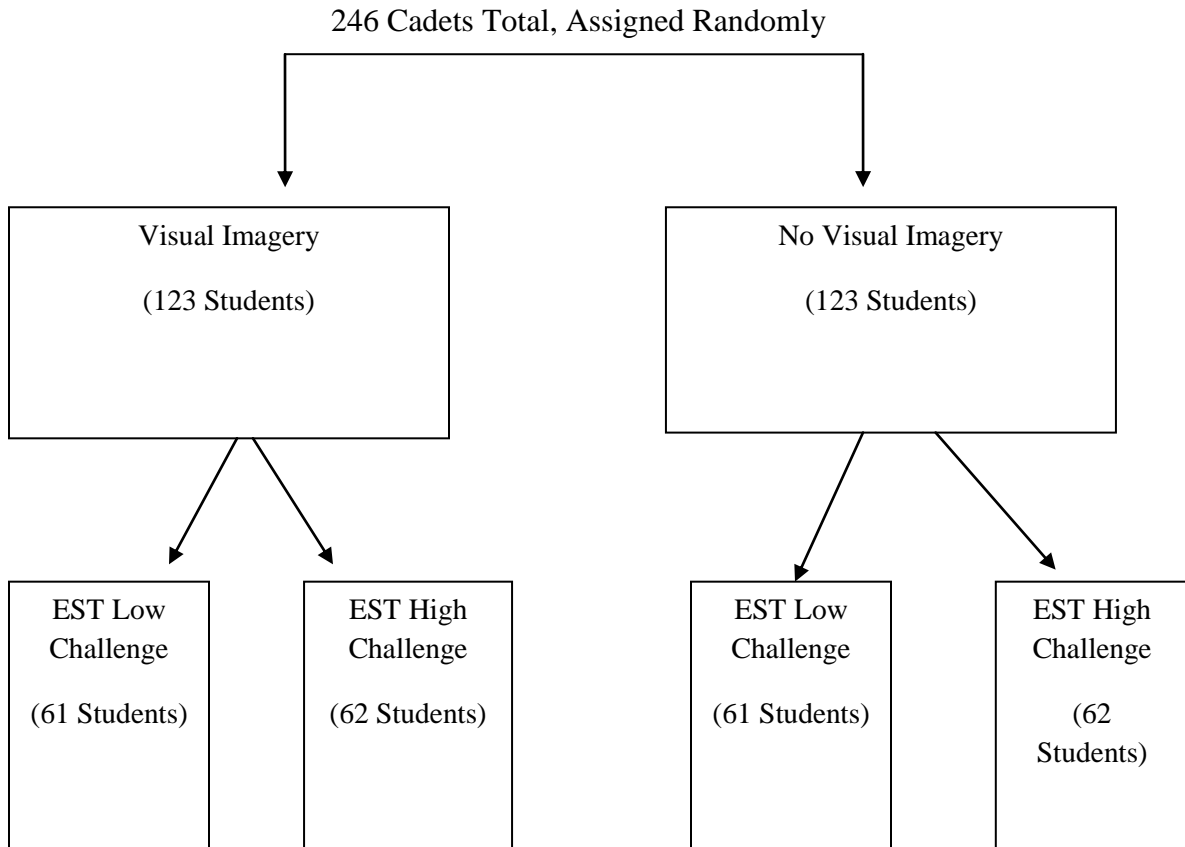 246 Cadets Total, Assigned Randomly
Visual Imagery
(123 Students)
No Visual Imagery
(123 Students)
EST Low
Challenge
(61 Students)
EST High
Challenge
(62 Students)
EST Low
Challenge
(61 Students)
EST High
Challenge
(62
Students)